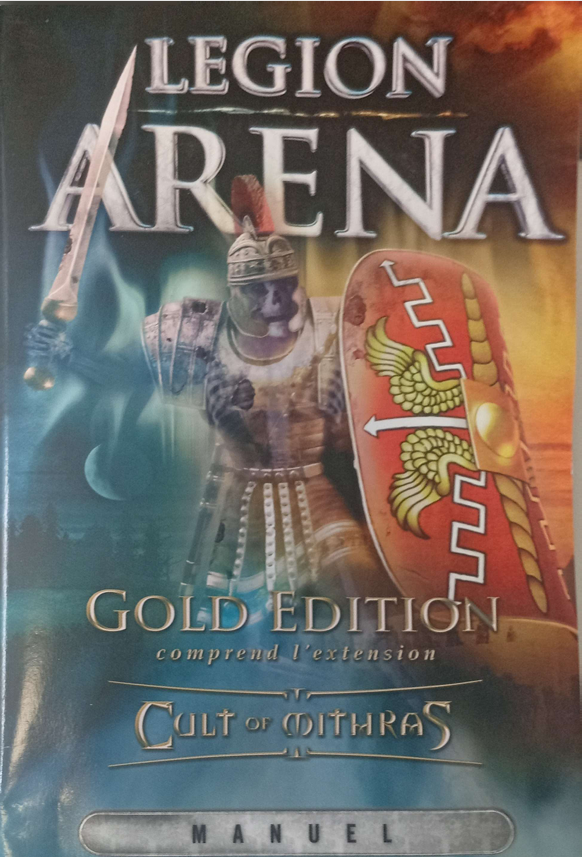 LEGION
ARENA
GOLD EDITION
comprend l'extension
CULT OF MITHRAS
MANUEL